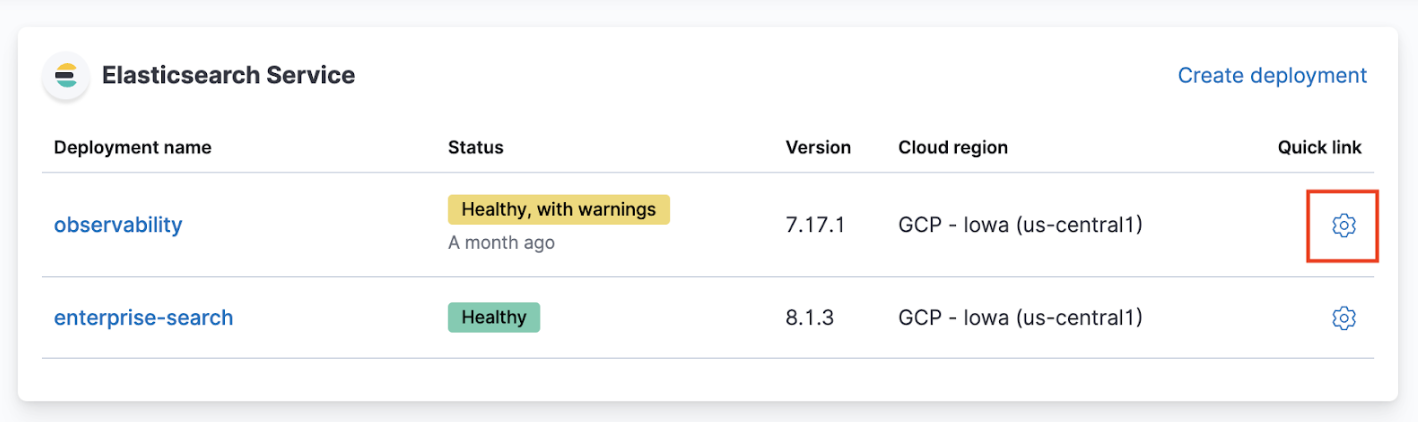 Elasticsearch Service
Create deployment
Deployment name Status Version Cloud region Quick link
observability Healthy, with warnings 7.17.1 GCP - Iowa (us-central1)
A month ago
enterprise-search Healthy 8.1.3 GCP - Iowa (us-central1)